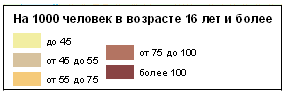 На 1000 человек в возрасте 16 лет и более
до 45
от 45 до 55
от 55 до 75
от 75 до 100
более 100